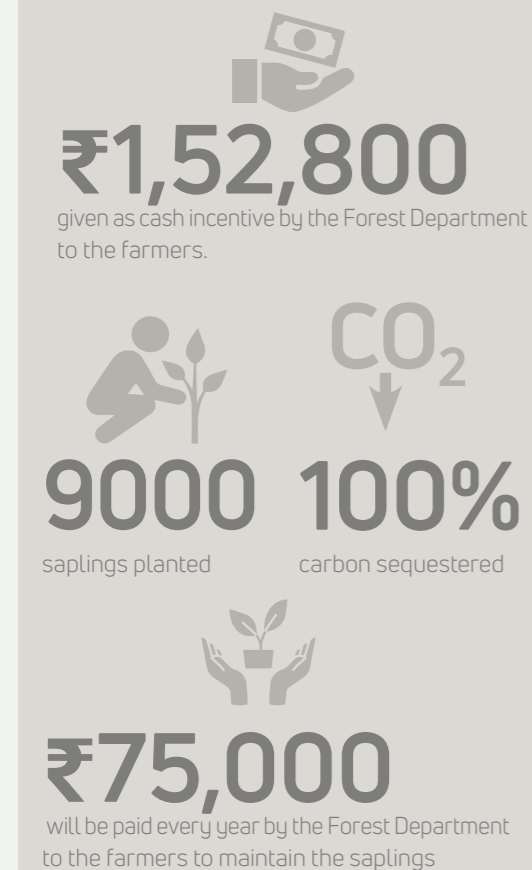 ₹1,52,800
given as cash incentive by the Forest Department
to the farmers.
CO2
9000
saplings planted
100%
carbon sequestered
₹75,000
will be paid every year by the Forest Department
to the farmers to maintain the saplings